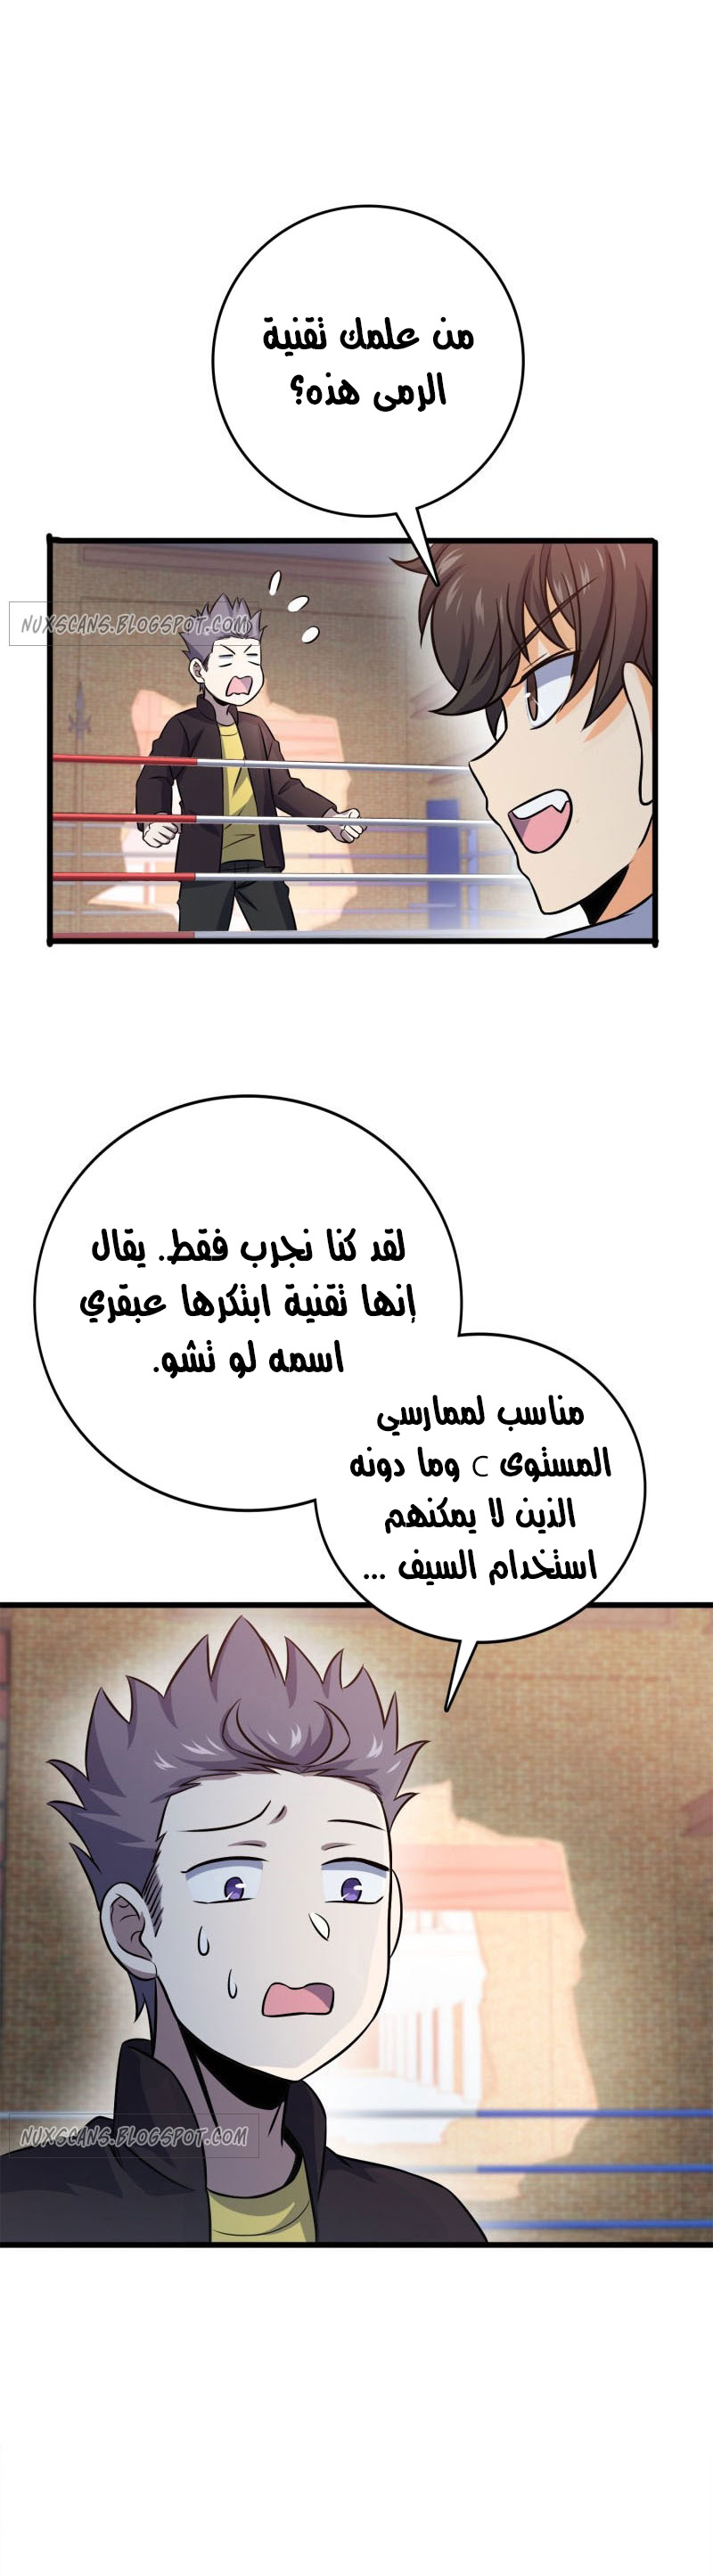 من علمك تقنية
الرمى هذه؟
NUXSCANS.BLOGSPOT.COM
لقد كنا نجرب فقط. يقال
إنها تقنية ابتكرها عبقري
اسمه لو تشو.
مناسب لممارسي
المستوى C وما دونه
الذين لا يمكنهم
استخدام السيف ...
NUXSCANS.BLOGSPOT.COM